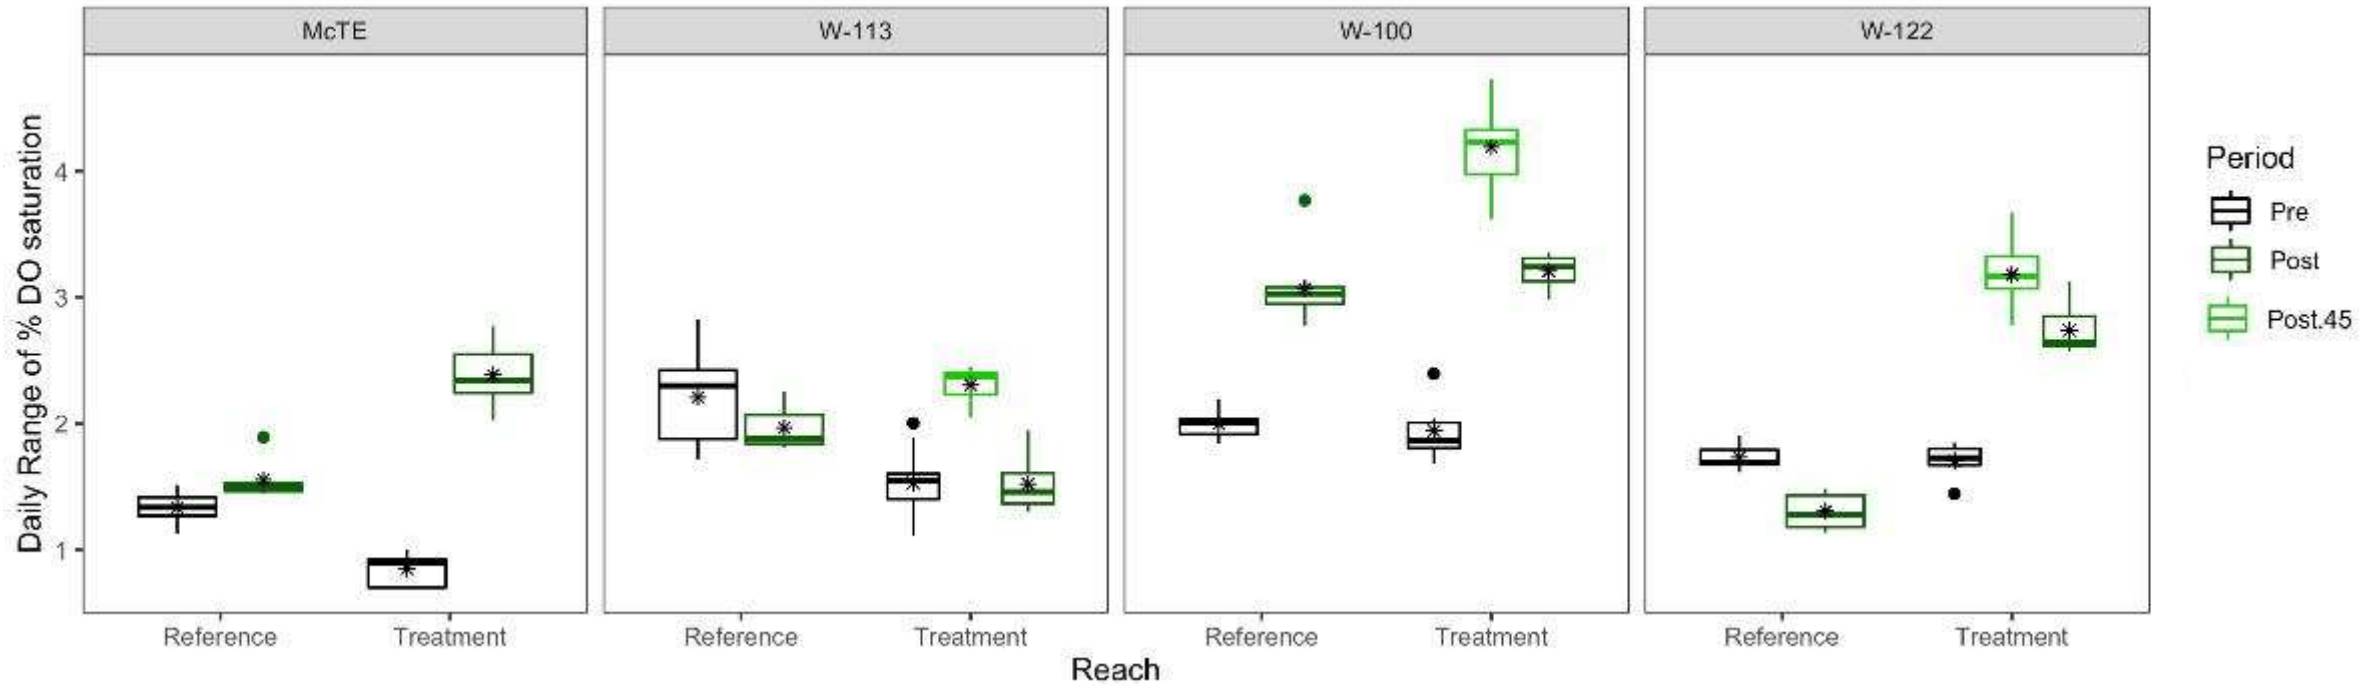 McTE
W-113
W-100
W-122
Daily Range of % DO saturation
4
3
2
1
Reference
Treatment
Reference
Treatment
Reference
Treatment
Reference
Treatment
Reach
Period
Pre
Post
Post.45